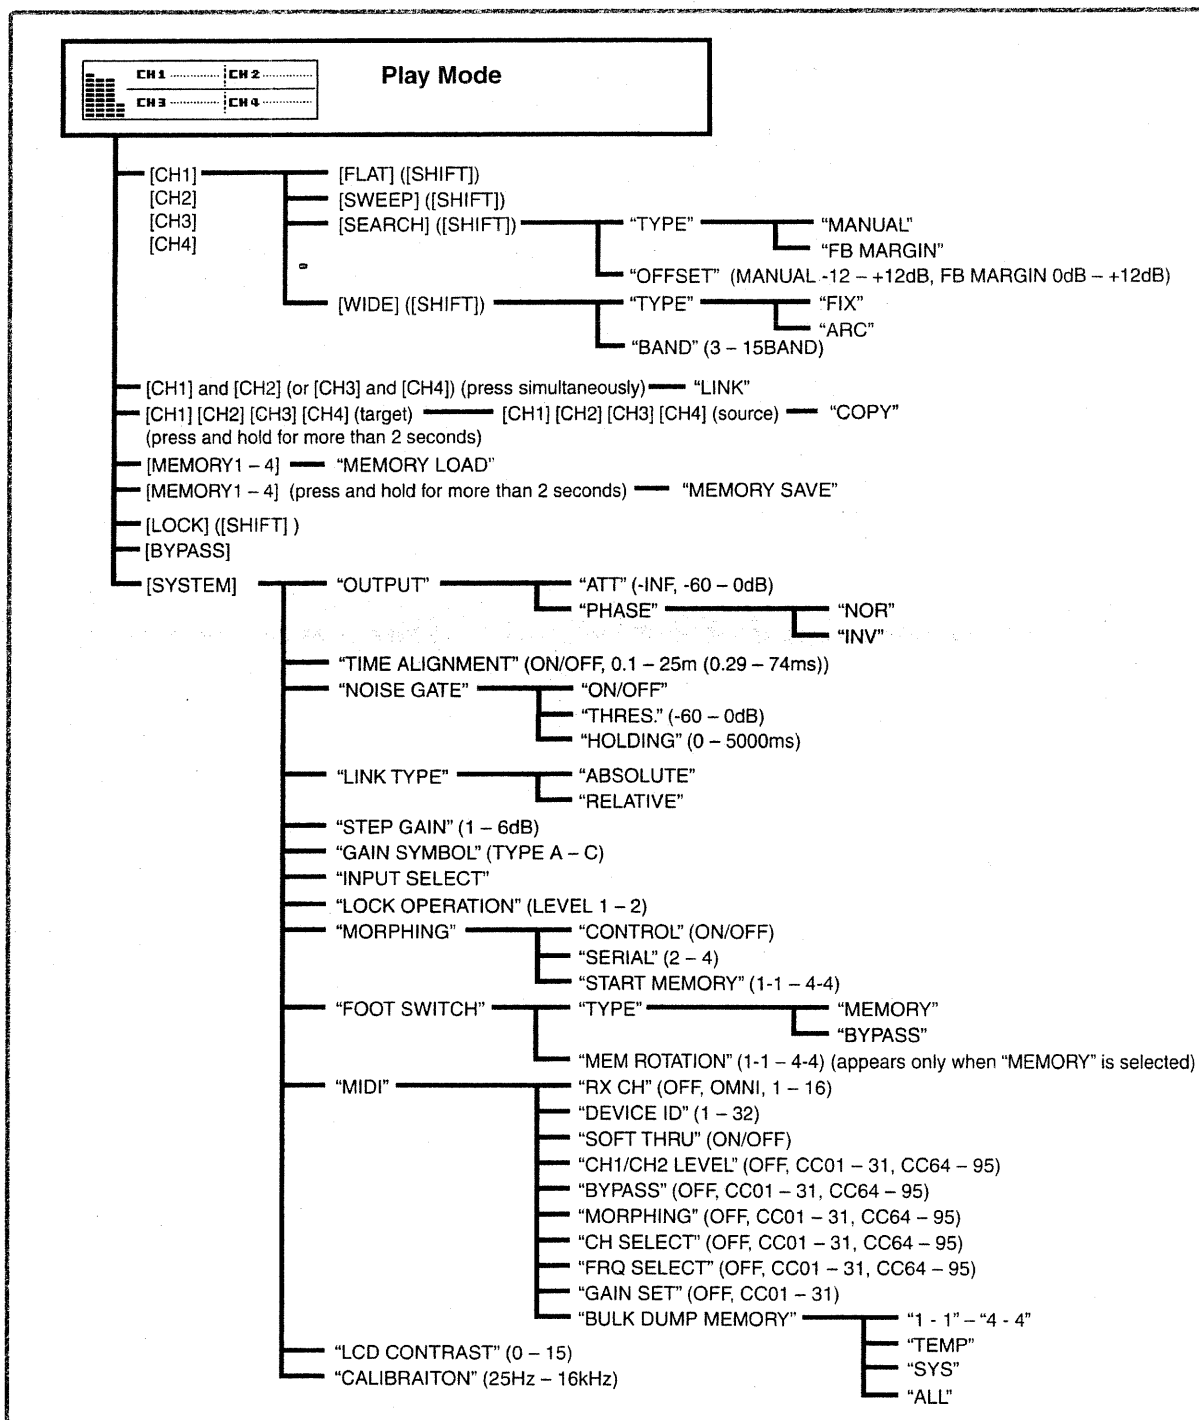 CH1 CH2
CH3 CH4
Play Mode
[CH1] [FLAT] ([SHIFT])
[CH2] [SWEEP] ([SHIFT])
[CH3] [SEARCH] ([SHIFT]) “TYPE” “MANUAL”
[CH4] “FB MARGIN”
“OFFSET” (MANUAL -12 – +12dB, FB MARGIN 0dB – +12dB)
[WIDE] ([SHIFT]) “TYPE” “FIX”
“ARC”
“BAND” (3 – 15BAND)
[CH1] and [CH2] (or [CH3] and [CH4]) (press simultaneously) “LINK”
[CH1] [CH2] [CH3] [CH4] (target) [CH1] [CH2] [CH3] [CH4] (source) “COPY”
(press and hold for more than 2 seconds)
[MEMORY1 – 4] “MEMORY LOAD”
[MEMORY1 – 4] (press and hold for more than 2 seconds) “MEMORY SAVE”
[LOCK] ([SHIFT] )
[BYPASS]
[SYSTEM] “OUTPUT” “ATT” (-INF, -60 – 0dB)
“PHASE” “NOR”
“INV”
“TIME ALIGNMENT” (ON/OFF, 0.1 – 25m (0.29 – 74ms))
“NOISE GATE” “ON/OFF”
“THRES.” (-60 – 0dB)
“HOLDING” (0 – 5000ms)
“LINK TYPE” “ABSOLUTE”
“RELATIVE”
“STEP GAIN” (1 – 6dB)
“GAIN SYMBOL” (TYPE A – C)
“INPUT SELECT”
“LOCK OPERATION” (LEVEL 1 – 2)
“MORPHING” “CONTROL” (ON/OFF)
“SERIAL” (2 – 4)
“START MEMORY” (1-1 – 4-4)
“FOOT SWITCH” “TYPE” “MEMORY”
“BYPASS”
“MEM ROTATION” (1-1 – 4-4) (appears only when “MEMORY” is selected)
“MIDI” “RX CH” (OFF, OMNI, 1 – 16)
“DEVICE ID” (1 – 32)
“SOFT THRU” (ON/OFF)
“CH1/CH2 LEVEL” (OFF, CC01 – 31, CC64 – 95)
“BYPASS” (OFF, CC01 – 31, CC64 – 95)
“MORPHING” (OFF, CC01 – 31, CC64 – 95)
“CH SELECT” (OFF, CC01 – 31, CC64 – 95)
“FRQ SELECT” (OFF, CC01 – 31, CC64 – 95)
“GAIN SET” (OFF, CC01 – 31)
“BULK DUMP MEMORY” “1 - 1” – “4 - 4”
“TEMP”
“SYS”
“ALL”
“LCD CONTRAST” (0 – 15)
“CALIBRAITON” (25Hz – 16kHz)